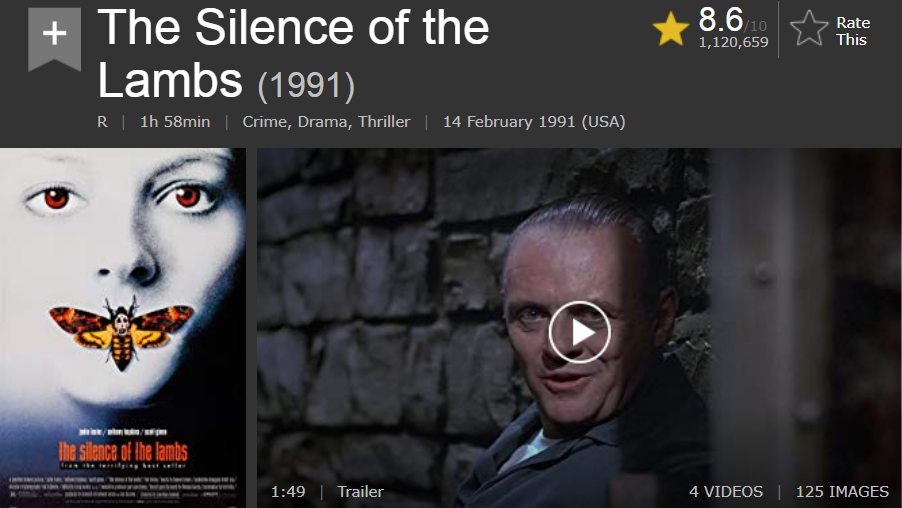 + The Silence of the
Lambs (1991)
R | 1h 58min | Crime, Drama, Thriller | 14 February 1991 (USA)
8.6/10
1,120,659
Rate
This
jodie foster / anthony hopkins / scott glenn
the silence of the lambs
from the terrifying best seller
1:49 | Trailer
4 VIDEOS | 125 IMAGES